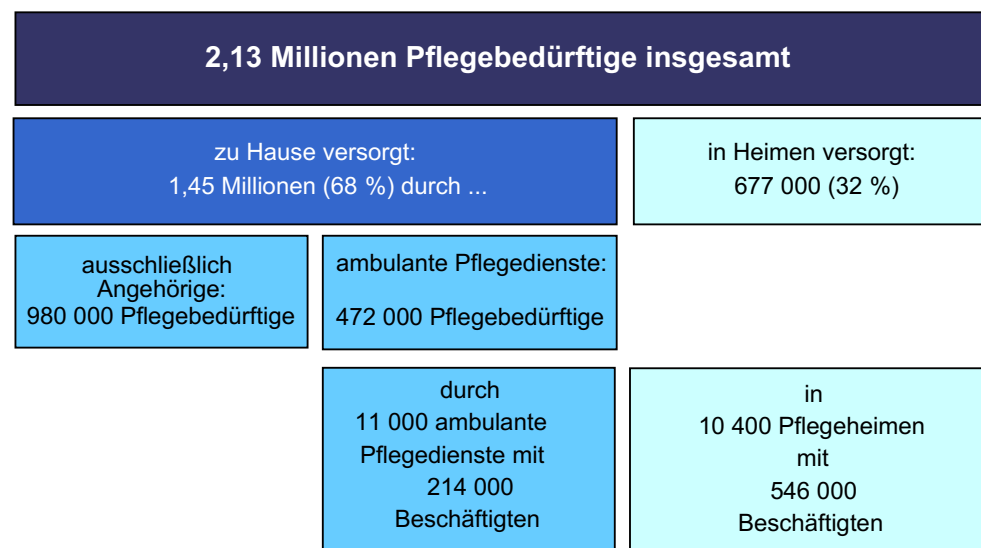 2,13 Millionen Pflegebedürftige insgesamt
zu Hause versorgt:
1,45 Millionen (68 %) durch ...
in Heimen versorgt:
677 000 (32 %)
ausschließlich
Angehörige:
980 000 Pflegebedürftige
ambulante Pflegedienste:
472 000 Pflegebedürftige
durch
11 000 ambulante
Pflegedienste mit
214 000
Beschäftigten
in
10 400 Pflegeheimen
mit
546 000
Beschäftigten